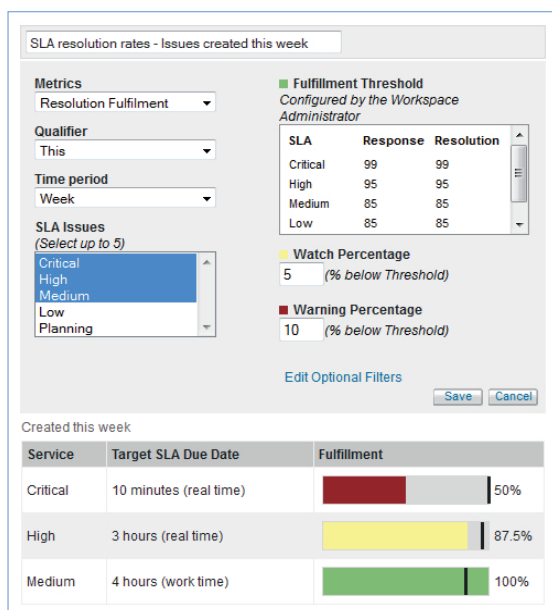 SLA resolution rates - Issues created this week
Metrics
Resolution Fulfilment
Qualifier
This
Time period
Week
SLA Issues
(Select up to 5)
Critical
High
Medium
Low
Planning
Fulfillment Threshold
Configured by the Workspace
Administrator
SLA Response Resolution
Critical 99 99
High 95 95
Medium 85 85
Low 85 85
Watch Percentage
5 (% below Threshold)
Warning Percentage
10 (% below Threshold)
Edit Optional Filters
Save Cancel
Created this week
Service Target SLA Due Date Fulfillment
Critical 10 minutes (real time) 50%
High 3 hours (real time) 87.5%
Medium 4 hours (work time) 100%